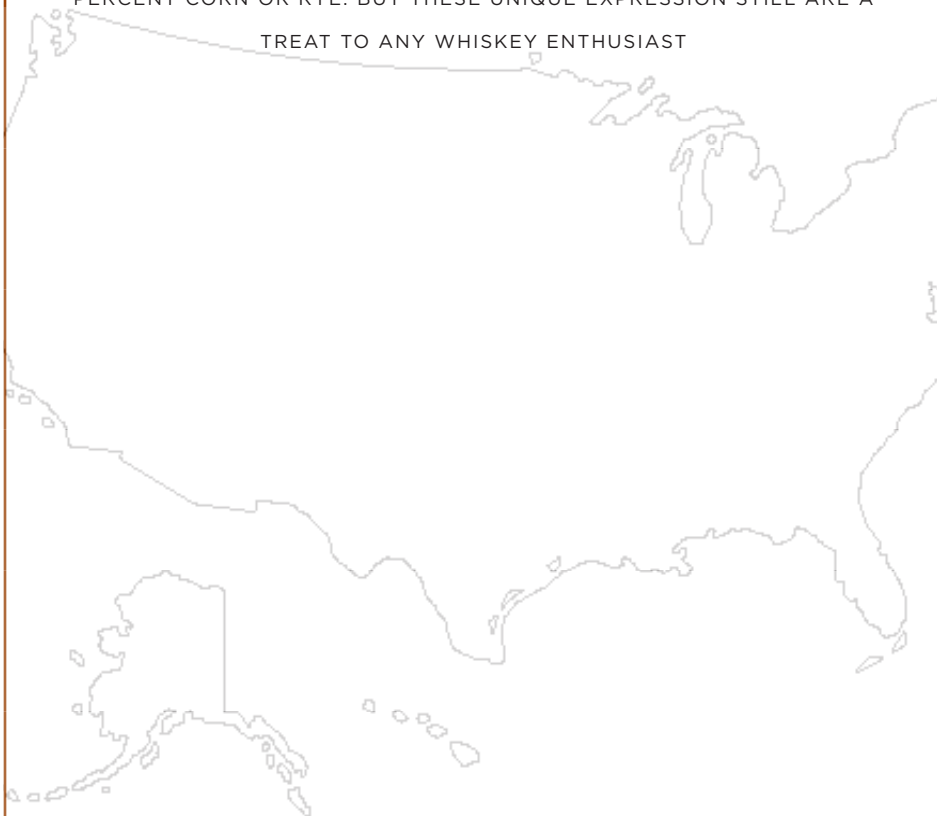 PERCENT CORN OR RYE. BUT THESE UNIQUE EXPRESSION STILL ARE A
TREAT TO ANY WHISKEY ENTHUSIAST